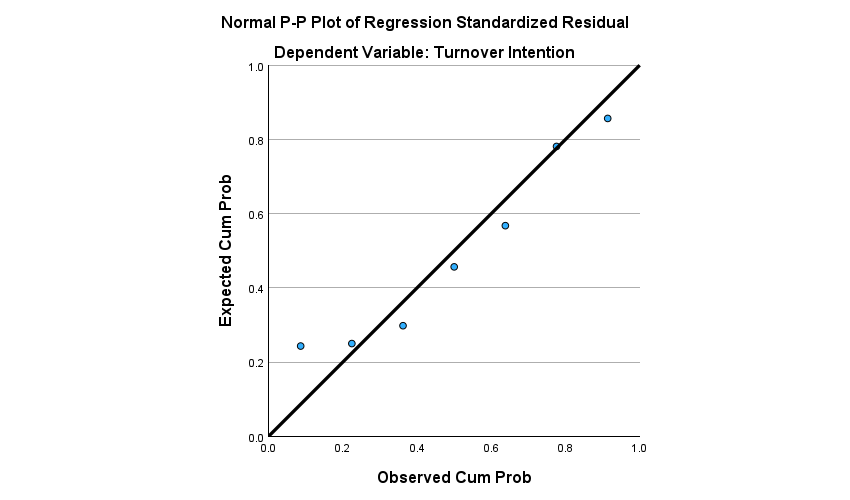 Normal P-P Plot of Regression Standardized Residual
Dependent Variable: Turnover Intention
Expected Cum Prob
1.0
0.8
0.6
0.4
0.2
0.0
0.0 0.2 0.4 0.6 0.8 1.0
Observed Cum Prob